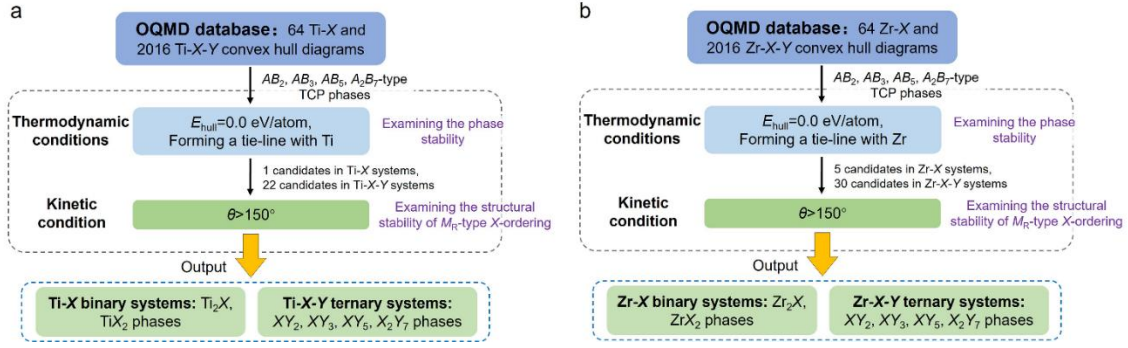 a
OQMD database: 64 Ti-X and
2016 Ti-X-Y convex hull diagrams
AB₂, AB₃, AB₅, A₂B₇-type
TCP phases
Thermodynamic
conditions
E_hull=0.0 eV/atom,
Forming a tie-line with Ti
Examining the phase
stability
1 candidates in Ti-X systems,
22 candidates in Ti-X-Y systems
Kinetic
condition
θ>150°
Examining the structural
stability of M_R-type X-ordering
Output
Ti-X binary systems: Ti₂X,
TiX₂ phases
Ti-X-Y ternary systems:
XY₂, XY₃, XY₅, X₂Y₇ phases
b
OQMD database: 64 Zr-X and
2016 Zr-X-Y convex hull diagrams
AB₂, AB₃, AB₅, A₂B₇-type
TCP phases
Thermodynamic
conditions
E_hull=0.0 eV/atom,
Forming a tie-line with Zr
Examining the phase
stability
5 candidates in Zr-X systems,
30 candidates in Zr-X-Y systems
Kinetic
condition
θ>150°
Examining the structural
stability of M_R-type X-ordering
Output
Zr-X binary systems: Zr₂X,
ZrX₂ phases
Zr-X-Y ternary systems:
XY₂, XY₃, XY₅, X₂Y₇ phases